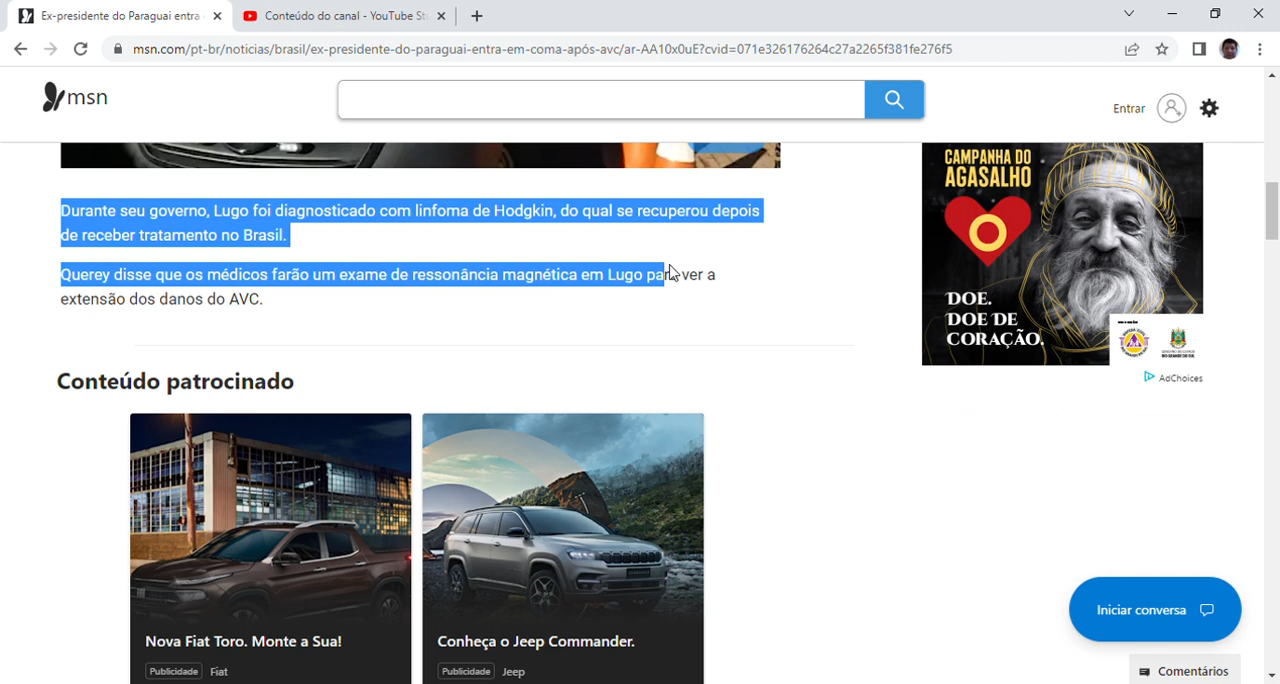 Ex-presidente do Paraguai entra
Conteúdo do canal - YouTube St
msn.com/pt-br/noticias/brasil/ex-presidente-do-paraguai-entra-em-coma-após-avc/ar-AA10x0uE?cvid=071e326176264c27a2265f381fe276f5
msn
Entrar
Durante seu governo, Lugo foi diagnosticado com linfoma de Hodgkin, do qual se recuperou depois
de receber tratamento no Brasil.
Querey disse que os médicos farão um exame de ressonância magnética em Lugo para ver a
extensão dos danos do AVC.
CAMPANHA DO
AGASALHO
DOE.
DOE DE
CORAÇÃO.
AdChoices
Conteúdo patrocinado
Nova Fiat Toro. Monte a Sua!
Publicidade Fiat
Conheça o Jeep Commander.
Publicidade Jeep
Iniciar conversa
Comentários